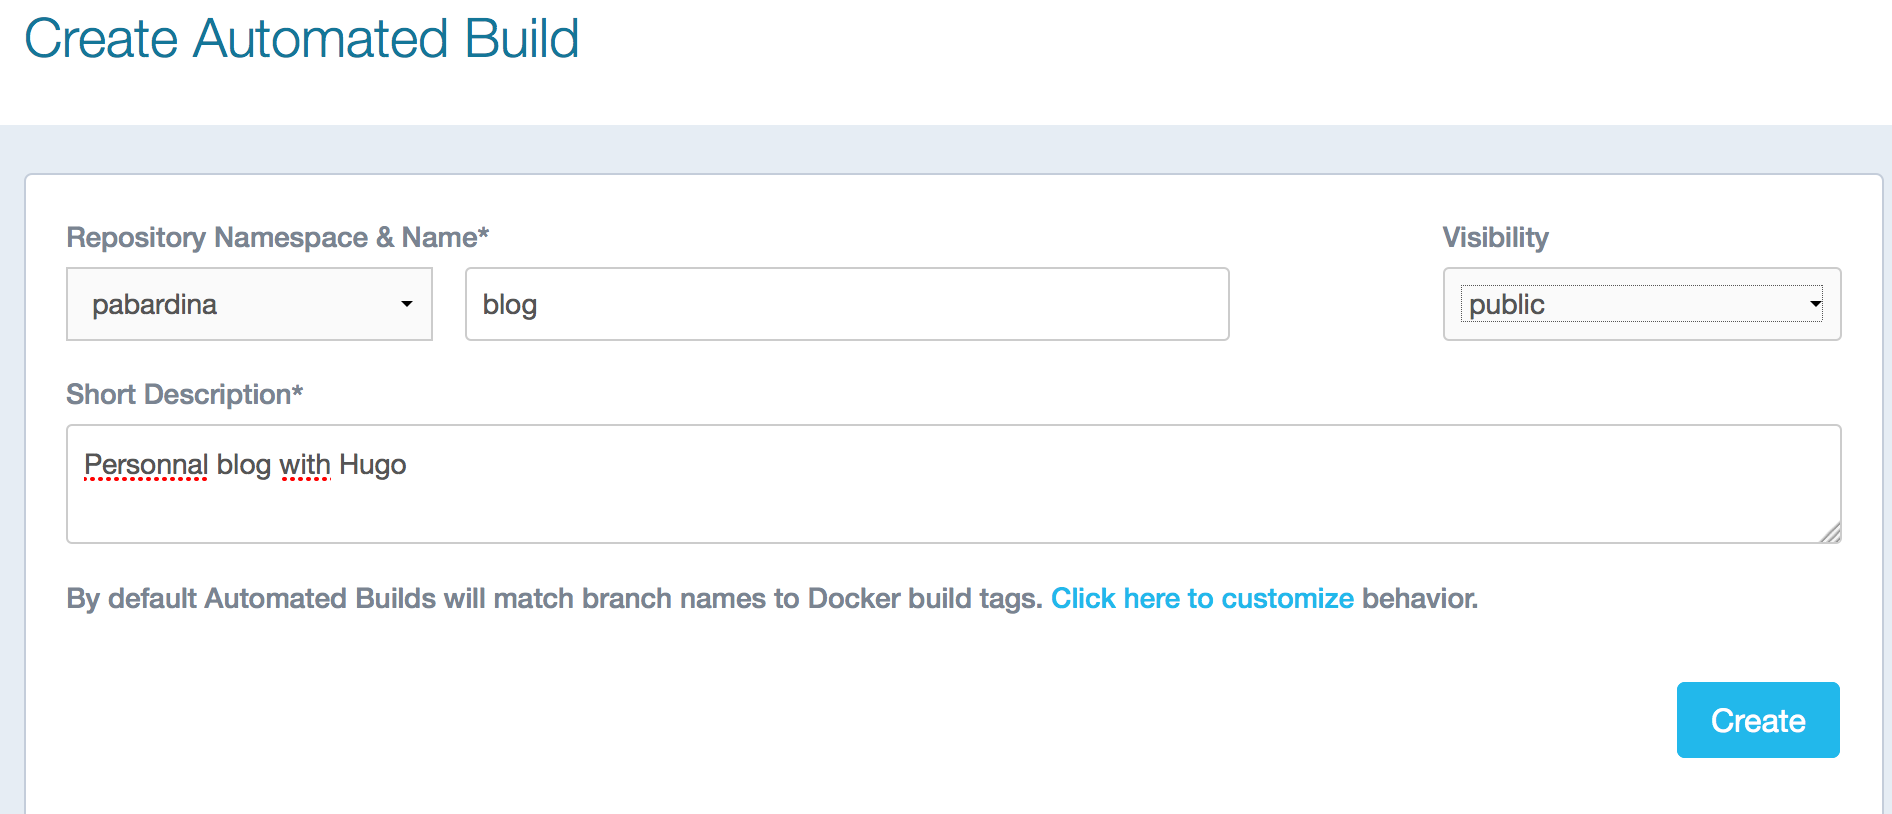 Create Automated Build
Repository Namespace & Name*
Visibility
pabardina
blog
public
Short Description*
Personnal blog with Hugo
By default Automated Builds will match branch names to Docker build tags. Click here to customize behavior.
Create